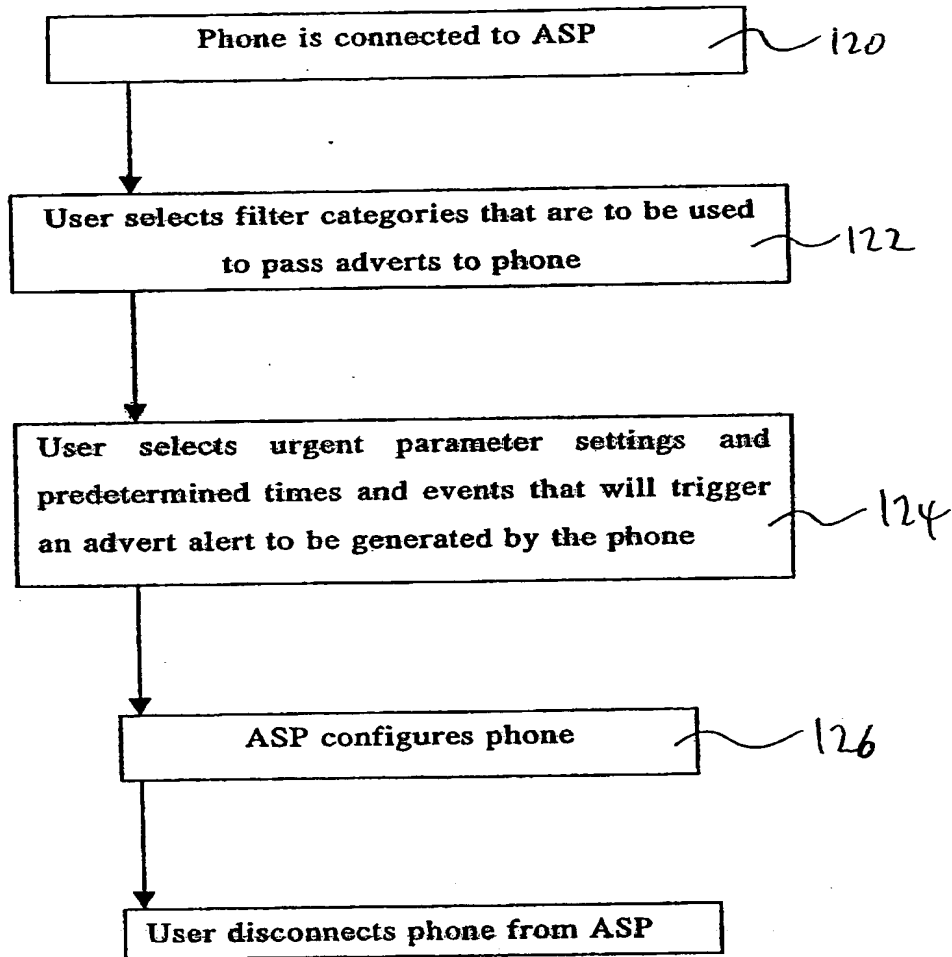 Phone is connected to ASP
120
User selects filter categories that are to be used
to pass adverts to phone
122
User selects urgent parameter settings and
predetermined times and events that will trigger
an advert alert to be generated by the phone
124
ASP configures phone
126
User disconnects phone from ASP